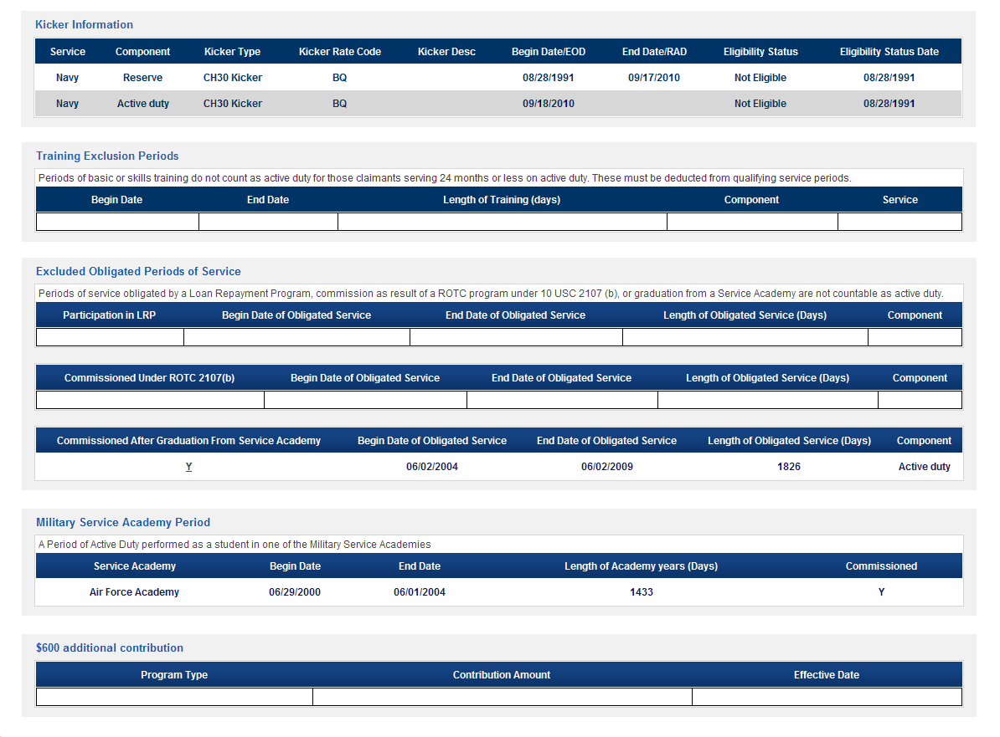 Kicker Information
Service Component Kicker Type Kicker Rate Code Kicker Desc Begin Date/EOD End Date/RAD Eligibility Status Eligibility Status Date
Navy Reserve CH30 Kicker BQ 08/28/1991 09/17/2010 Not Eligible 08/28/1991
Navy Active duty CH30 Kicker BQ 09/18/2010 Not Eligible 08/28/1991
Training Exclusion Periods
Periods of basic or skills training do not count as active duty for those claimants serving 24 months or less on active duty. These must be deducted from qualifying service periods.
Begin Date End Date Length of Training (days) Component Service
Excluded Obligated Periods of Service
Periods of service obligated by a Loan Repayment Program, commission as result of a ROTC program under 10 USC 2107 (b), or graduation from a Service Academy are not countable as active duty.
Participation in LRP Begin Date of Obligated Service End Date of Obligated Service Length of Obligated Service (Days) Component
Commissioned Under ROTC 2107(b) Begin Date of Obligated Service End Date of Obligated Service Length of Obligated Service (Days) Component
Commissioned After Graduation From Service Academy Begin Date of Obligated Service End Date of Obligated Service Length of Obligated Service (Days) Component
Y 06/02/2004 06/02/2009 1826 Active duty
Military Service Academy Period
A Period of Active Duty performed as a student in one of the Military Service Academies
Service Academy Begin Date End Date Length of Academy years (Days) Commissioned
Air Force Academy 06/29/2000 06/01/2004 1433 Y
$600 additional contribution
Program Type Contribution Amount Effective Date